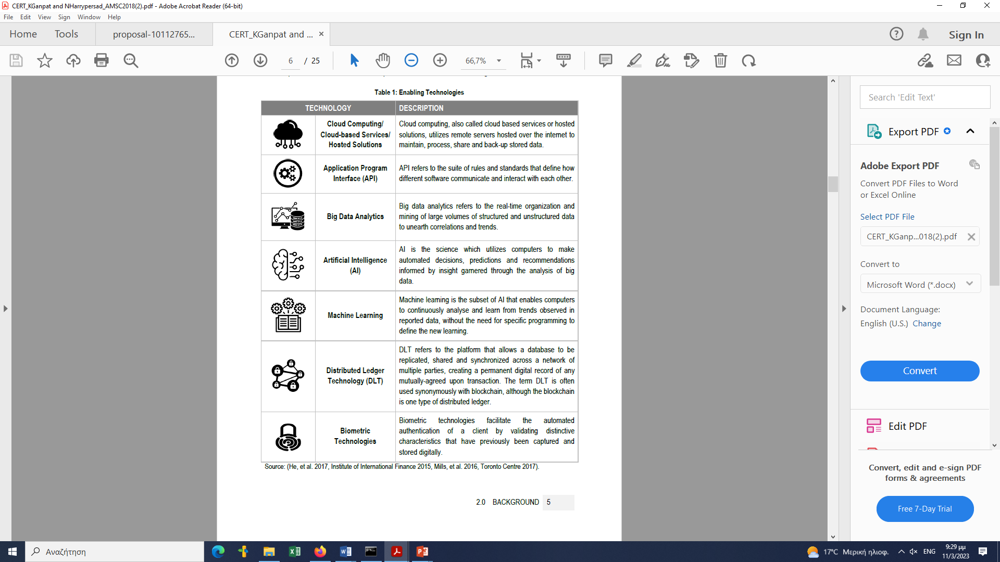 CERT_KGanpat and NHarrypersad_AMSC2018(2).pdf - Adobe Acrobat Reader (64-bit)
File Edit View Sign Window Help
Home Tools proposal-10112765... CERT_KGanpat and ... × Sign In
6 / 25 66,7%
Table 1: Enabling Technologies
TECHNOLOGY DESCRIPTION
Cloud Computing/
Cloud-based Services/
Hosted Solutions
Cloud computing, also called cloud based services or hosted
solutions, utilizes remote servers hosted over the internet to
maintain, process, share and back-up stored data.
Application Program
Interface (API)
API refers to the suite of rules and standards that define how
different software communicate and interact with each other.
Big Data Analytics
Big data analytics refers to the real-time organization and
mining of large volumes of structured and unstructured data
to unearth correlations and trends.
Artificial Intelligence
(AI)
AI is the science which utilizes computers to make
automated decisions, predictions and recommendations
informed by insight garnered through the analysis of big
data.
Machine Learning
Machine learning is the subset of AI that enables computers
to continuously analyse and learn from trends observed in
reported data, without the need for specific programming to
define the new learning.
Distributed Ledger
Technology (DLT)
DLT refers to the platform that allows a database to be
replicated, shared and synchronized across a network of
multiple parties, creating a permanent digital record of any
mutually-agreed upon transaction. The term DLT is often
used synonymously with blockchain, although the blockchain
is one type of distributed ledger.
Biometric
Technologies
Biometric technologies facilitate the automated
authentication of a client by validating distinctive
characteristics that have previously been captured and
stored digitally.
Source: (He, et al. 2017, Institute of International Finance 2015, Mills, et al. 2016, Toronto Centre 2017).
2.0 BACKGROUND 5
Search 'Edit Text'
Export PDF
Adobe Export PDF
Convert PDF Files to Word
or Excel Online
Select PDF File
CERT_KGanp...018(2).pdf
Convert to
Microsoft Word (*.docx)
Document Language:
English (U.S.) Change
Convert
Edit PDF
Convert, edit and e-sign PDF
forms & agreements
Free 7-Day Trial
Αναζήτηση
17°C Μερική ηλιοφ. ENG 9:29 μμ
11/3/2023